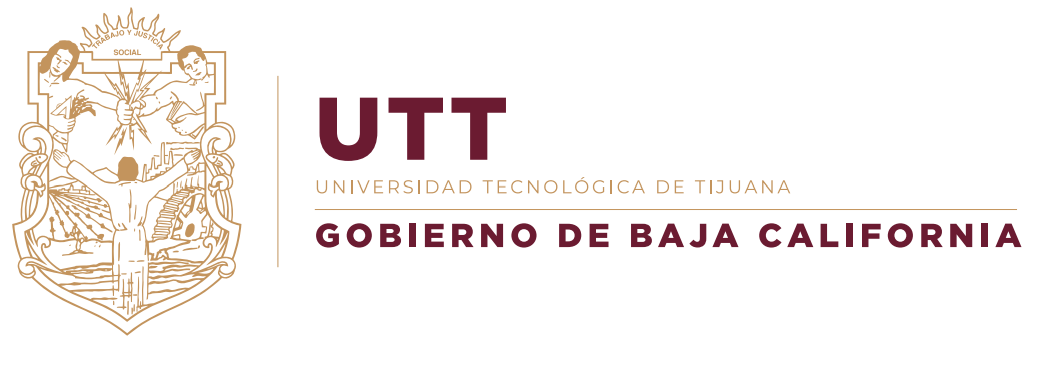 TRABAJO Y JUSTICIA
SOCIAL
UTT
UNIVERSIDAD TECNOLÓGICA DE TIJUANA
GOBIERNO DE BAJA CALIFORNIA